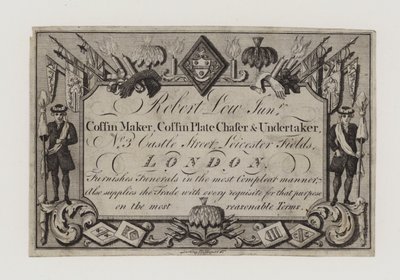 Robert Low Junr.
Coffin Maker, Coffin Plate Chaser & Undertaker,
No. 3 Castle Street, Leicester Fields,
LONDON.
Furnishes Funerals in the most Compleat manner,
Also supplies the Trade with every requisite for that purpose
on the most reasonable Terms.